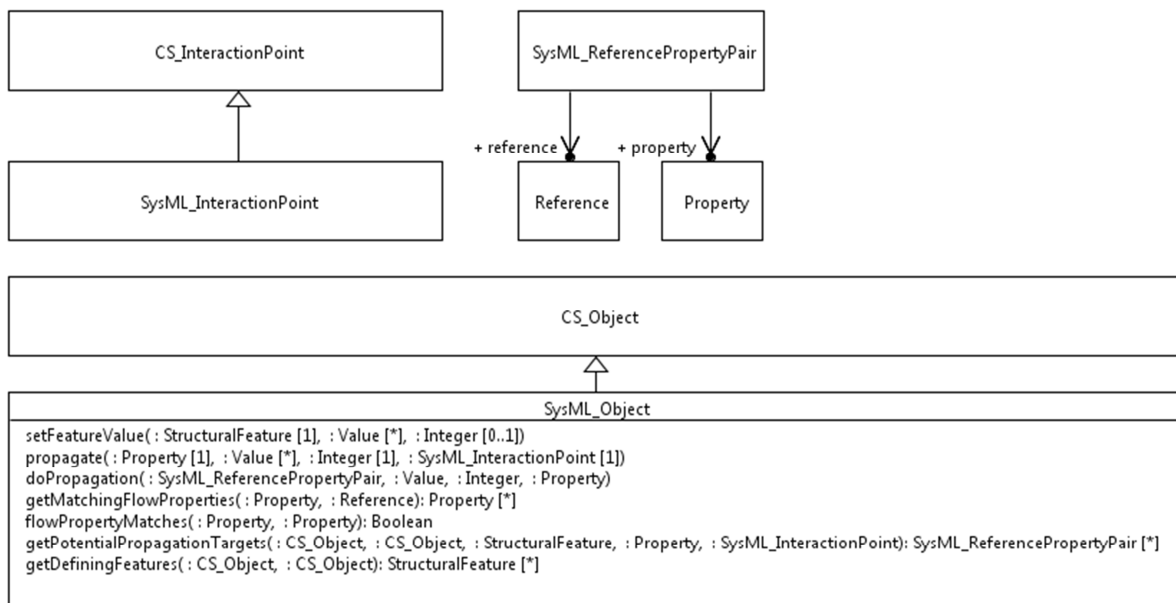 CS_InteractionPoint
SysML_ReferencePropertyPair
+ reference
+ property
SysML_InteractionPoint
Reference
Property
CS_Object
SysML_Object
setFeatureValue( : StructuralFeature [1],  : Value [*],  : Integer [0..1])
propagate( : Property [1],  : Value [*],  : Integer [1],  : SysML_InteractionPoint [1])
doPropagation( : SysML_ReferencePropertyPair,  : Value,  : Integer,  : Property)
getMatchingFlowProperties( : Property,  : Reference): Property [*]
flowPropertyMatches( : Property,  : Property): Boolean
getPotentialPropagationTargets( : CS_Object,  : CS_Object,  : StructuralFeature,  : Property,  : SysML_InteractionPoint): SysML_ReferencePropertyPair [*]
getDefiningFeatures( : CS_Object,  : CS_Object): StructuralFeature [*]